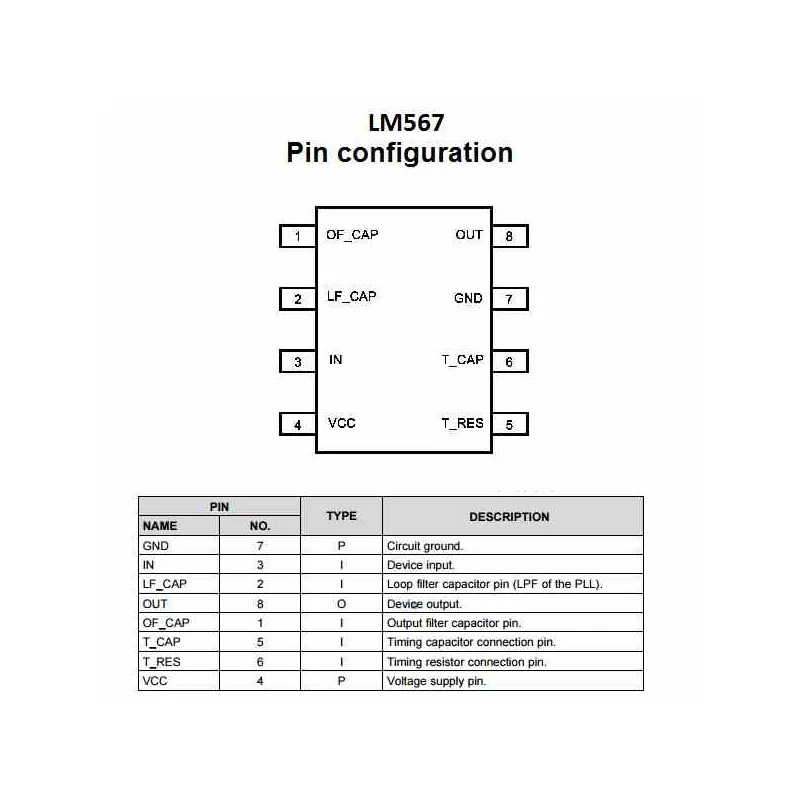 LM567
Pin configuration
1 OF_CAP OUT 8
2 LF_CAP GND 7
3 IN T_CAP 6
4 VCC T_RES 5
PIN TYPE DESCRIPTION
NAME NO.
GND 7 P Circuit ground.
IN 3 I Device input.
LF_CAP 2 I Loop filter capacitor pin (LPF of the PLL).
OUT 8 O Device output.
OF_CAP 1 I Output filter capacitor pin.
T_CAP 5 I Timing capacitor connection pin.
T_RES 6 I Timing resistor connection pin.
VCC 4 P Voltage supply pin.